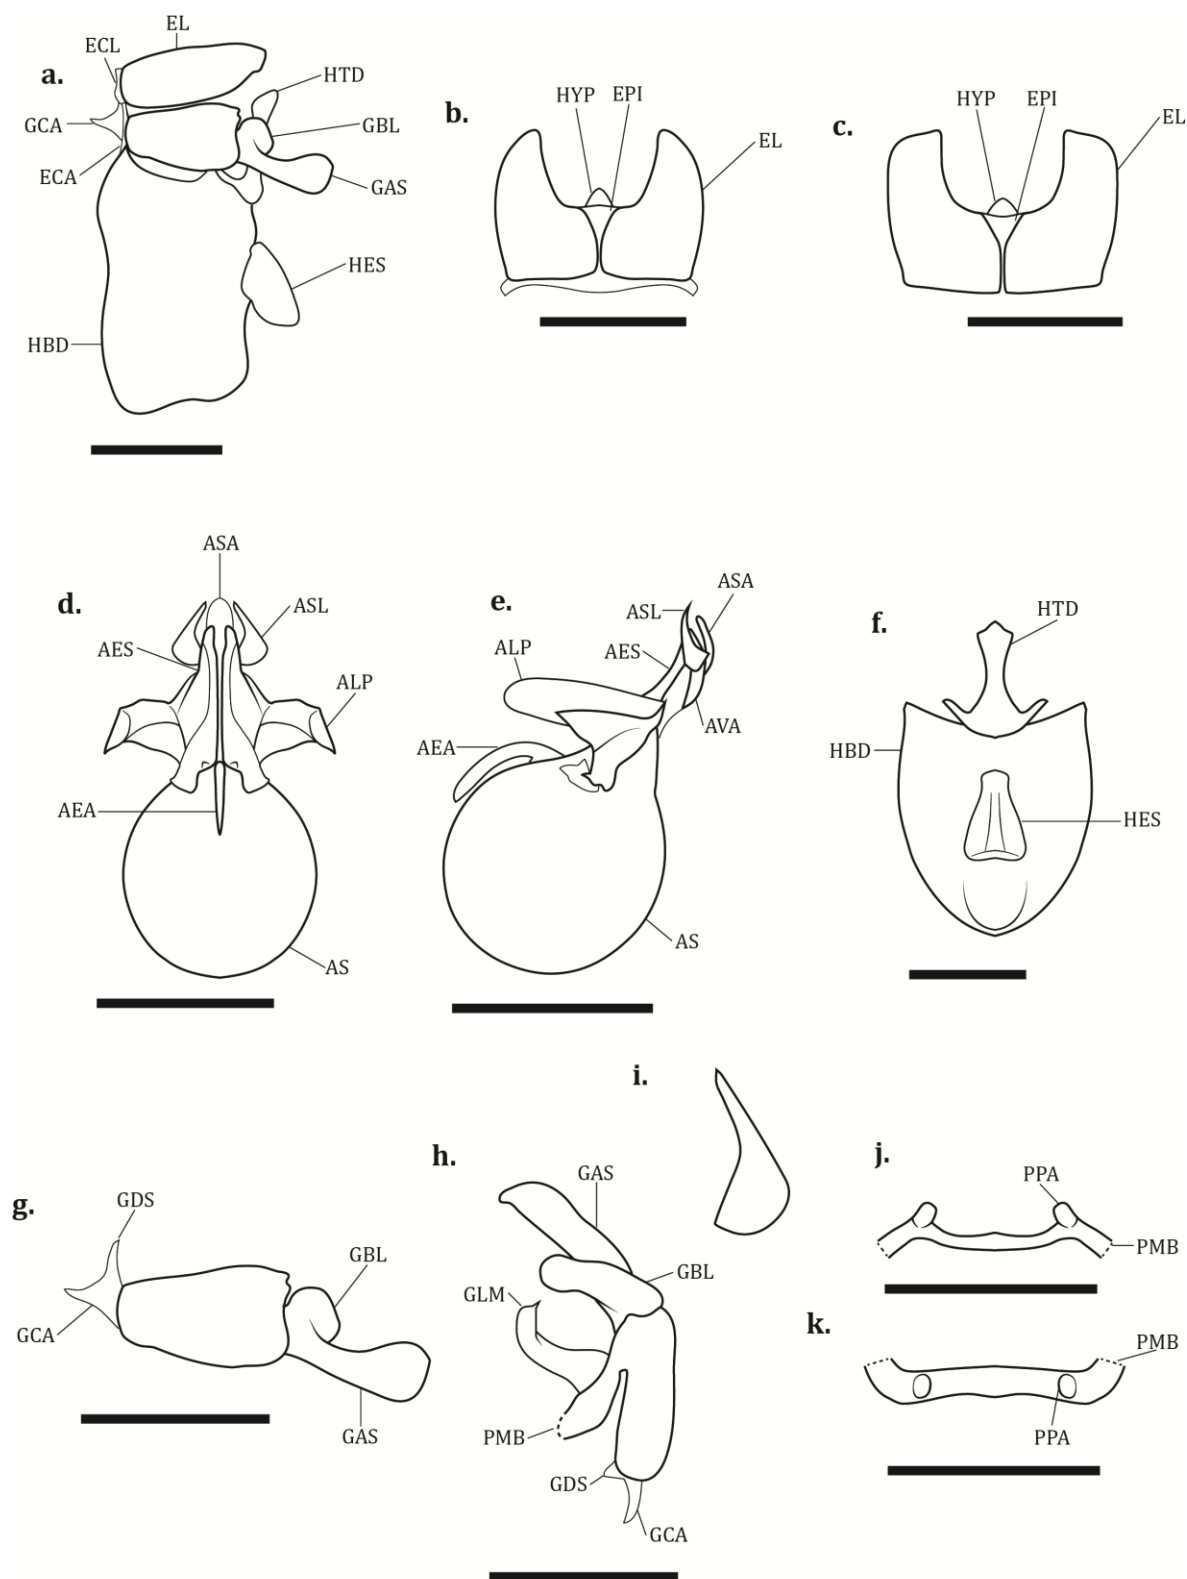 a.
EL
ECL
HTD
GCA
GBL
ECA
GAS
HES
HBD
b.
HYP
EPI
EL
c.
HYP
EPI
EL
d.
ASA
ASL
AES
ALP
AEA
AS
e.
ASA
ASL
AES
ALP
AVA
AEA
AS
f.
HTD
HBD
HES
g.
GDS
GBL
GCA
GAS
h.
GAS
GBL
GLM
PMB
GDS
GCA
i.
j.
PPA
PMB
k.
PMB
PPA